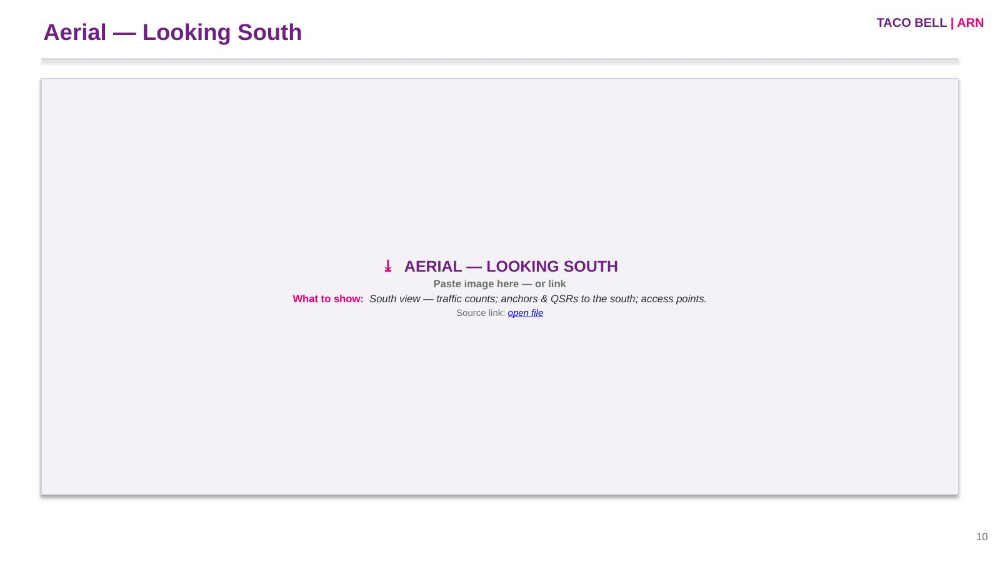 Aerial — Looking South
TACO BELL | ARN
⤓ AERIAL — LOOKING SOUTH
Paste image here — or link
What to show: South view — traffic counts; anchors & QSRs to the south; access points.
Source link: open file
10